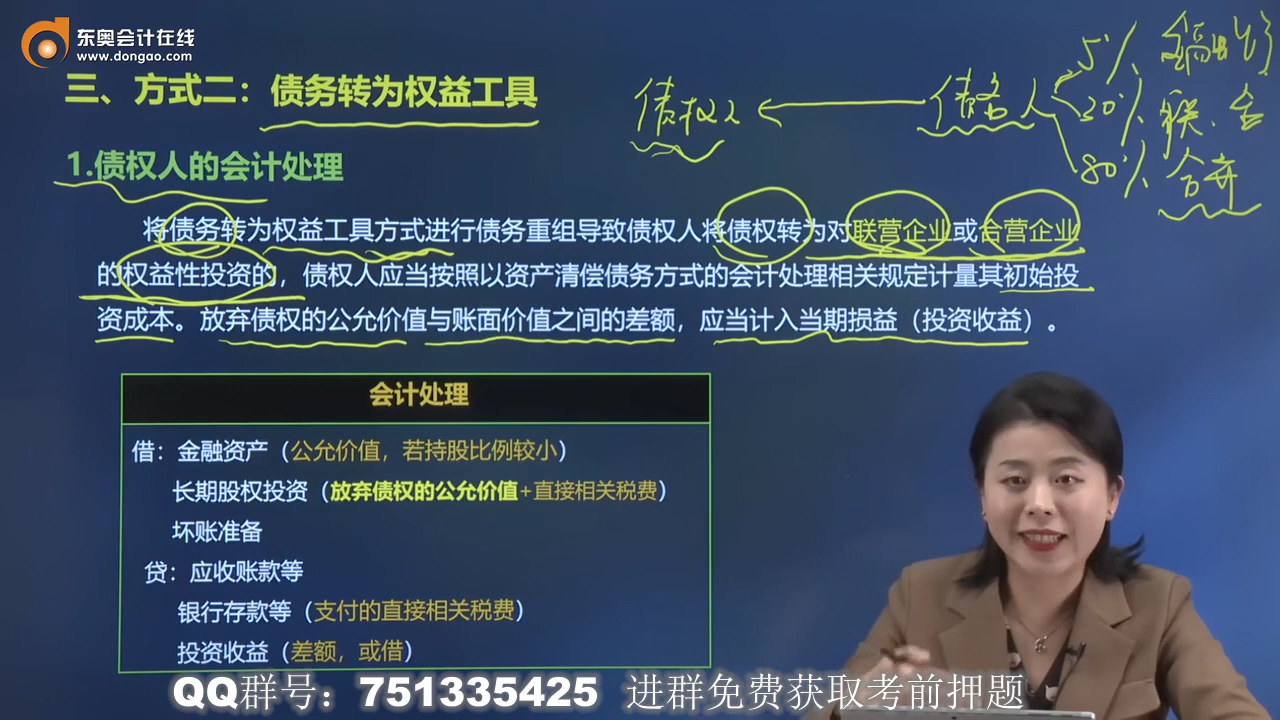 东奥会计在线
www.dongao.com
三、方式二：债务转为权益工具
债权人
债务人
5%
金融资产
20%
联、合
80%
合并
1.债权人的会计处理
将债务转为权益工具方式进行债务重组导致债权人将债权转为对联营企业或合营企业
的权益性投资的，债权人应当按照以资产清偿债务方式的会计处理相关规定计量其初始投
资成本。放弃债权的公允价值与账面价值之间的差额，应当计入当期损益（投资收益）。
会计处理
借：金融资产（公允价值，若持股比例较小）
长期股权投资（放弃债权的公允价值+直接相关税费）
坏账准备
贷：应收账款等
银行存款等（支付的直接相关税费）
投资收益（差额，或借）
QQ群号：751335425 进群免费获取考前押题